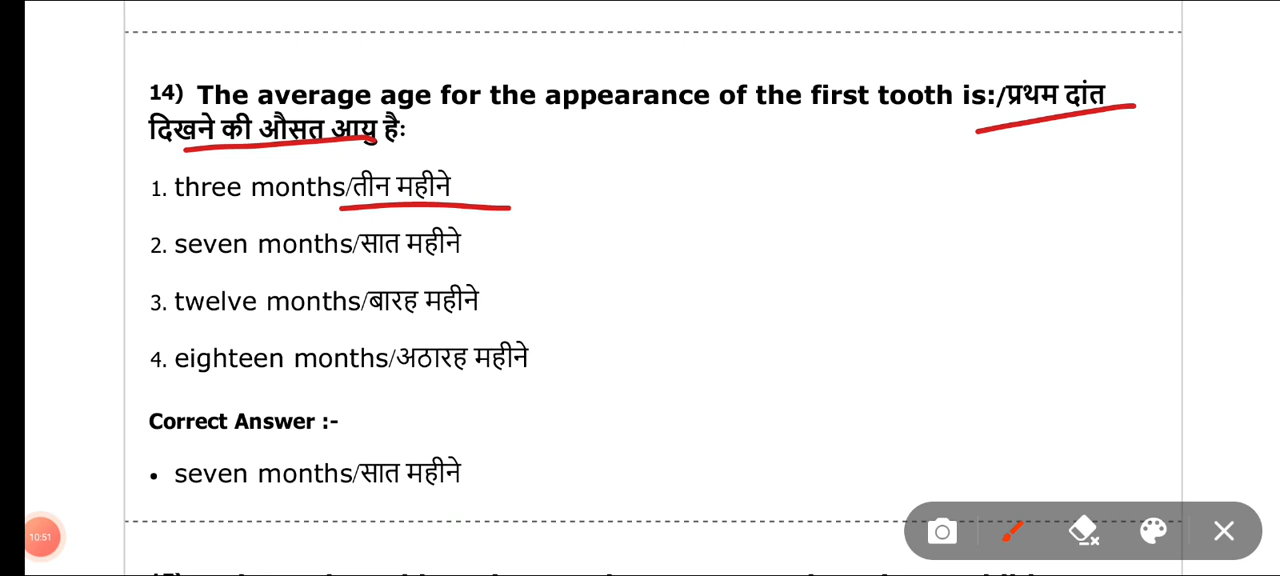 14) The average age for the appearance of the first tooth is:/प्रथम दांत
दिखने की औसत आयु है:
1. three months/तीन महीने
2. seven months/सात महीने
3. twelve months/बारह महीने
4. eighteen months/अठारह महीने
Correct Answer :-
• seven months/सात महीने
10:51